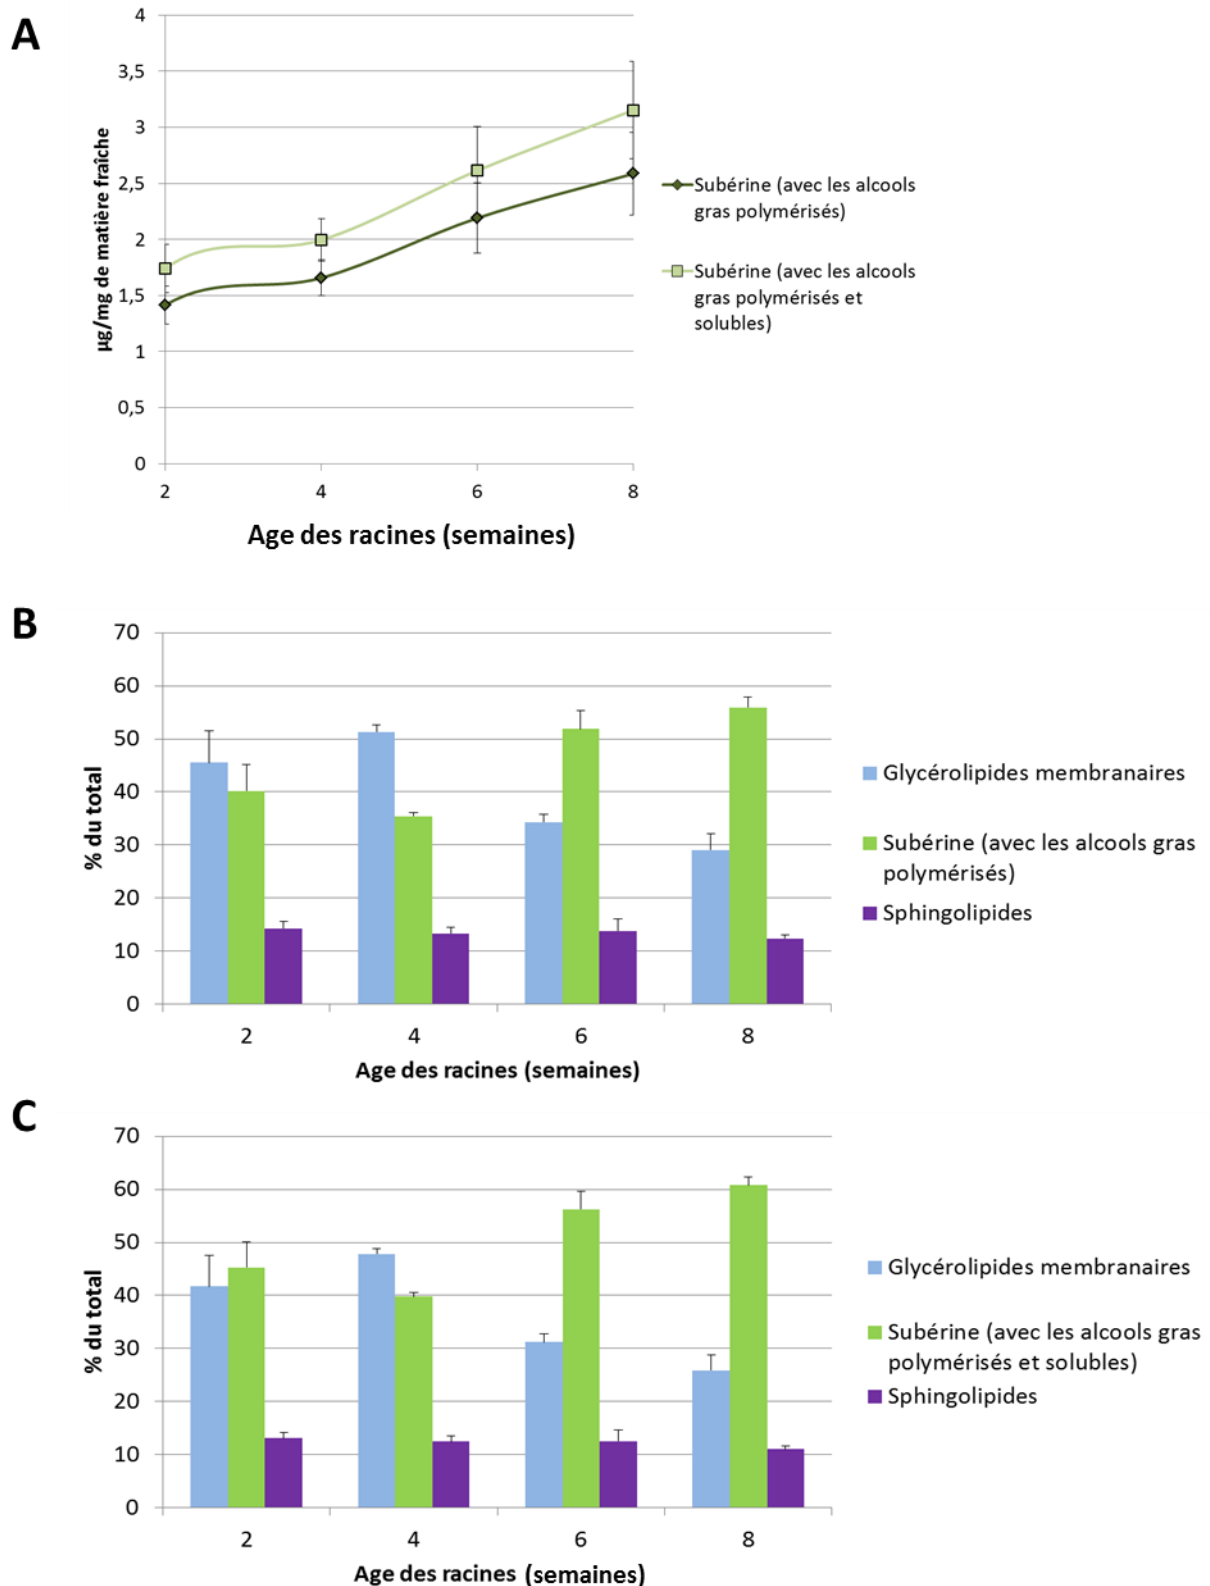 A
4
3,5
3
2,5
2
1,5
1
0,5
0
µg/mg de matière fraîche
2 4 6 8
Age des racines (semaines)
Subérine (avec les alcools
gras polymérisés)
Subérine (avec les alcools
gras polymérisés et
solubles)
B
70
60
50
40
30
20
10
0
% du total
2 4 6 8
Age des racines (semaines)
Glycérolipides membranaires
Subérine (avec les alcools gras
polymérisés)
Sphingolipides
C
70
60
50
40
30
20
10
0
% du total
2 4 6 8
Age des racines (semaines)
Glycérolipides membranaires
Subérine (avec les alcools gras
polymérisés et solubles)
Sphingolipides